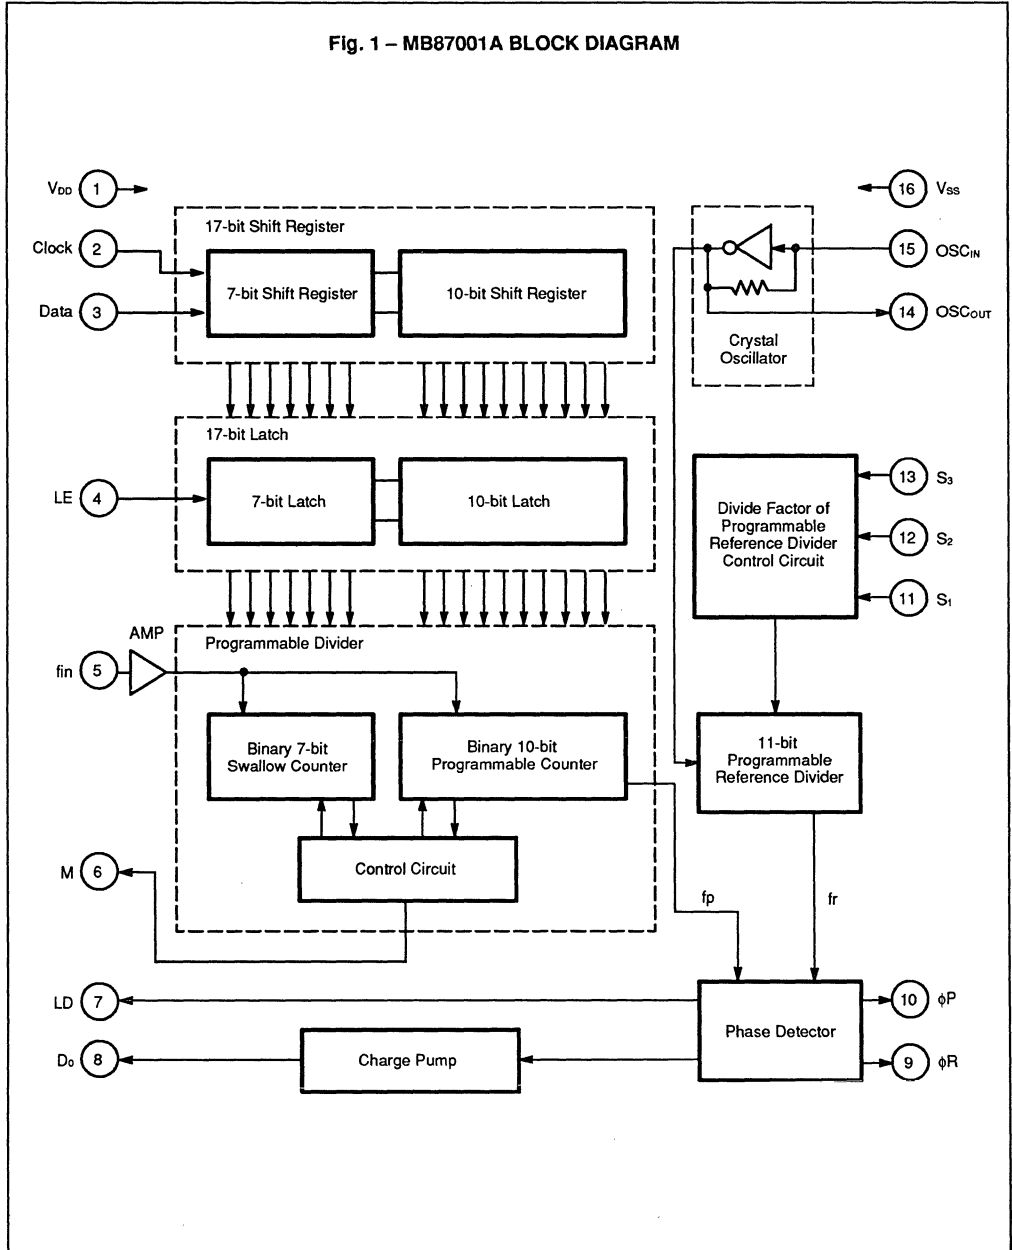 Fig. 1 – MB87001A BLOCK DIAGRAM
VDD 1
16 VSS
17-bit Shift Register
Clock 2
7-bit Shift Register
10-bit Shift Register
15 OSCIN
Data 3
14 OSCOUT
Crystal
Oscillator
17-bit Latch
LE 4
7-bit Latch
10-bit Latch
Divide Factor of
Programmable
Reference Divider
Control Circuit
13 S3
12 S2
11 S1
AMP
Programmable Divider
fin 5
Binary 7-bit
Swallow Counter
Binary 10-bit
Programmable Counter
11-bit
Programmable
Reference Divider
Control Circuit
M 6
fp
fr
LD 7
Phase Detector
10 ϕP
D0 8
Charge Pump
9 ϕR